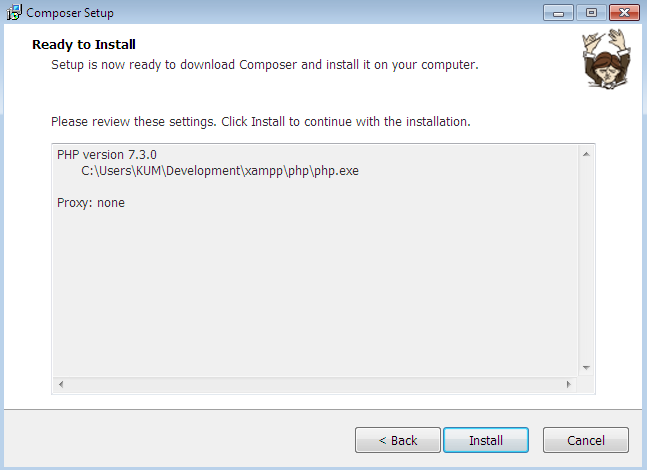 Composer Setup
Ready to Install
Setup is now ready to download Composer and install it on your computer.
Please review these settings. Click Install to continue with the installation.
PHP version 7.3.0
C:\Users\KUM\Development\xampp\php\php.exe
Proxy: none
< Back
Install
Cancel